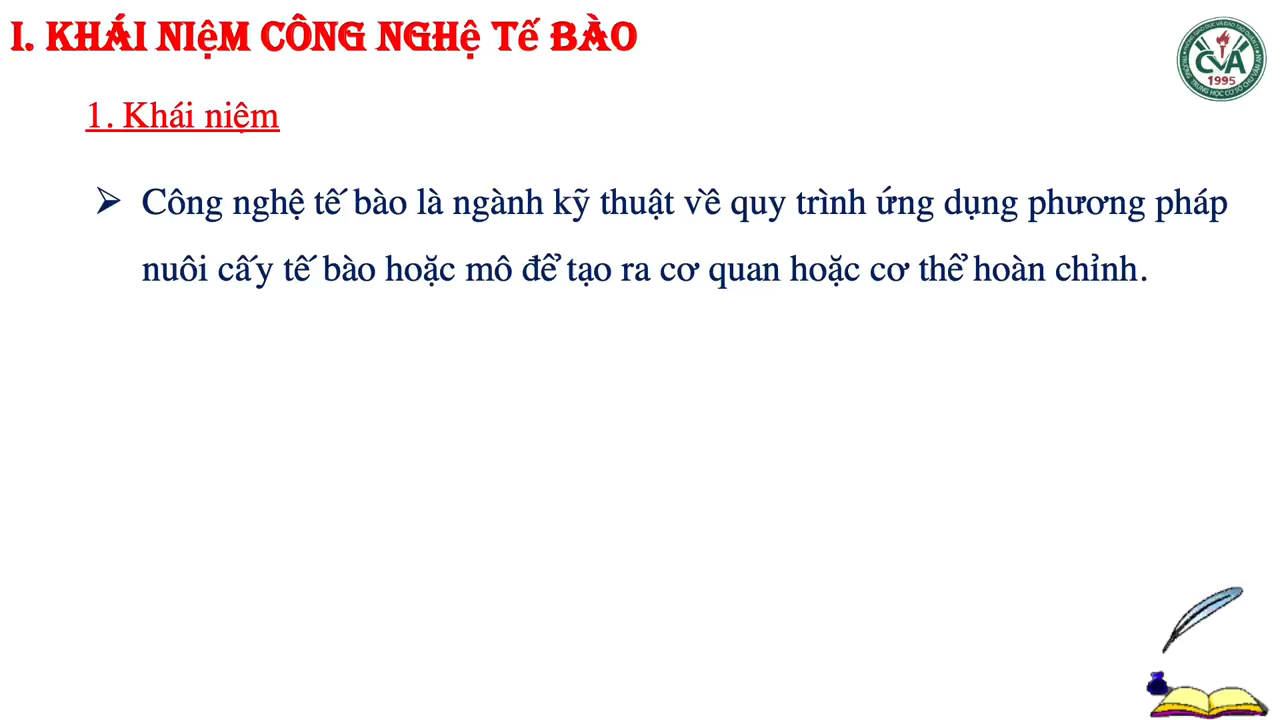 I. KHÁI NIỆM CÔNG NGHỆ TẾ BÀO
CVA
1995
1. Khái niệm
Công nghệ tế bào là ngành kỹ thuật về quy trình ứng dụng phương pháp
nuôi cấy tế bào hoặc mô để tạo ra cơ quan hoặc cơ thể hoàn chỉnh.